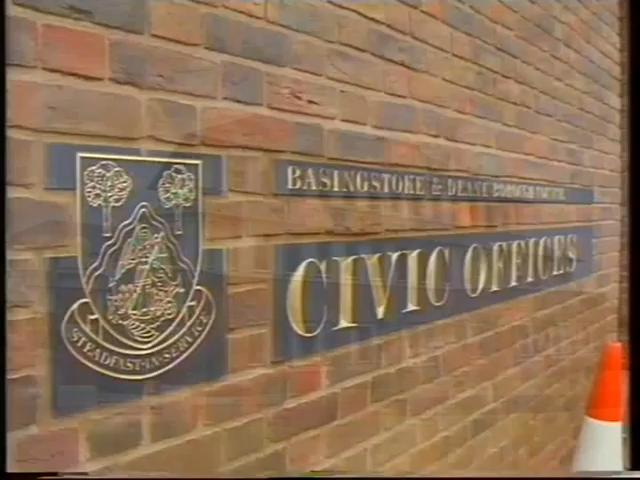 BASINGSTOKE & DEANE BOROUGH COUNCIL
CIVIC OFFICES
STEADFAST·IN·SERVICE